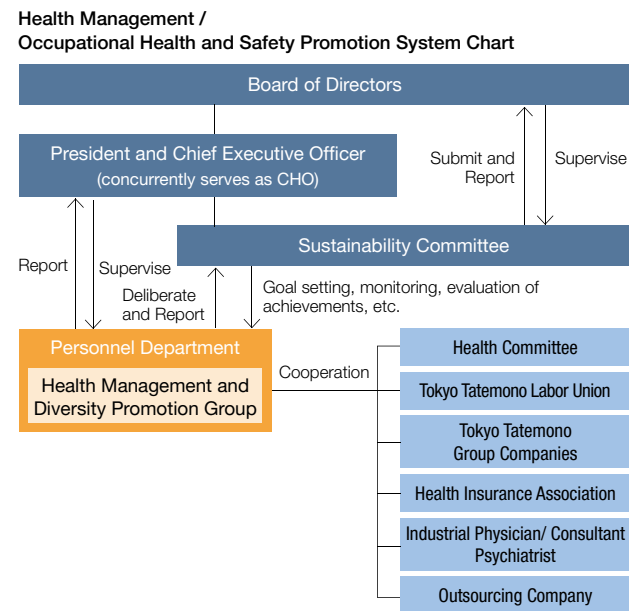 Health Management /
Occupational Health and Safety Promotion System Chart
Board of Directors
President and Chief Executive Officer
(concurrently serves as CHO)
Submit and
Report
Supervise
Sustainability Committee
Report
Supervise
Deliberate
and Report
Goal setting, monitoring, evaluation of
achievements, etc.
Personnel Department
Health Management and
Diversity Promotion Group
Cooperation
Health Committee
Tokyo Tatemono Labor Union
Tokyo Tatemono
Group Companies
Health Insurance Association
Industrial Physician/ Consultant
Psychiatrist
Outsourcing Company